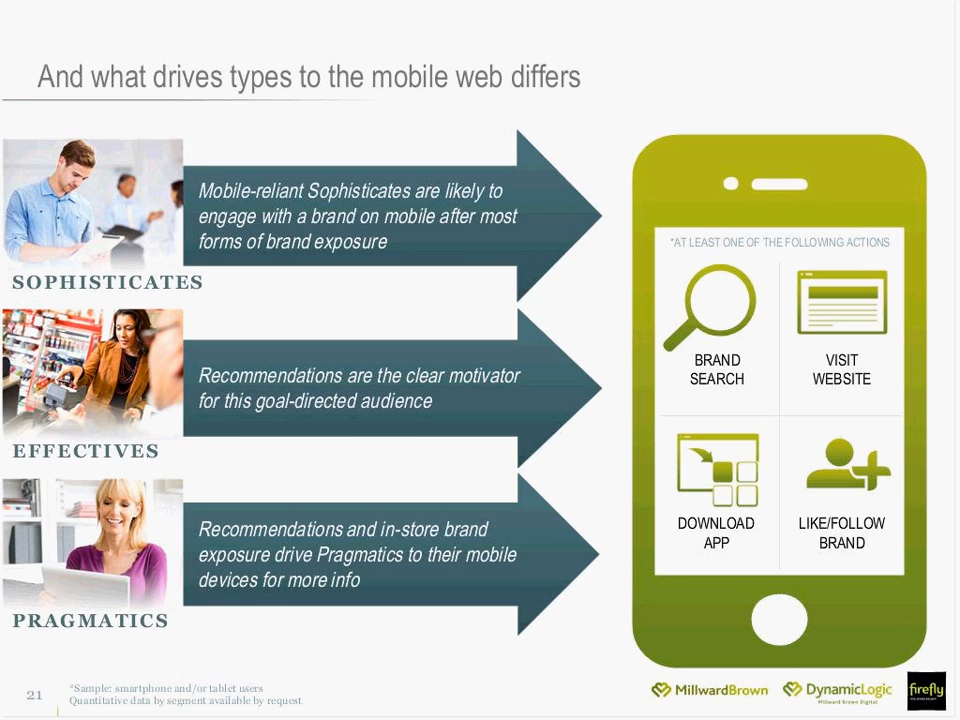 And what drives types to the mobile web differs
Mobile-reliant Sophisticates are likely to
engage with a brand on mobile after most
forms of brand exposure
SOPHISTICATES
Recommendations are the clear motivator
for this goal-directed audience
EFFECTIVES
Recommendations and in-store brand
exposure drive Pragmatics to their mobile
devices for more info
PRAGMATICS
*AT LEAST ONE OF THE FOLLOWING ACTIONS
BRAND
SEARCH
VISIT
WEBSITE
DOWNLOAD
APP
LIKE/FOLLOW
BRAND
21
*Sample: smartphone and/or tablet users
Quantitative data by segment available by request
MillwardBrown
DynamicLogic
Millward Brown Digital
firefly